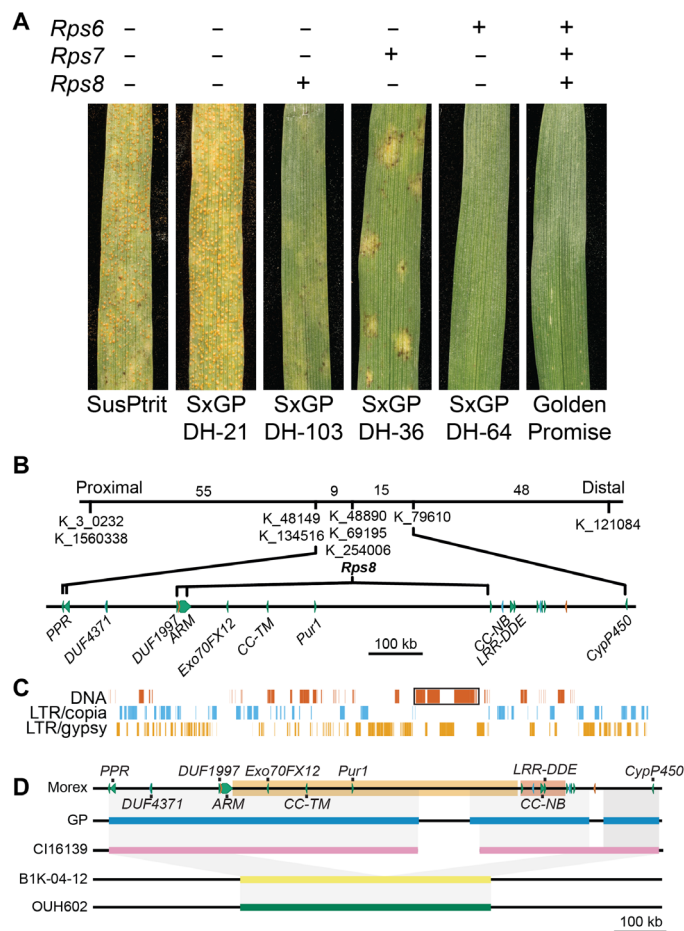 A
Rps6 – – – – + +
Rps7 – – – + – +
Rps8 – – + – – +
SusPtrit SxGP SxGP SxGP SxGP Golden
DH-21 DH-103 DH-36 DH-64 Promise
B
Proximal 55 9 15 48 Distal
K_3_0232 K_48149 K_48890 K_79610 K_121084
K_1560338 K_134516 K_69195
K_254006
Rps8
PPR DUF4371 DUF1997 ARM Exo70FX12 CC-TM Pur1 CC-NB LRR-DDE CypP450
100 kb
C
DNA
LTR/copia
LTR/gypsy
D
PPR DUF1997 Exo70FX12 Pur1 LRR-DDE CypP450
Morex
DUF4371 ARM CC-TM CC-NB
GP
CI16139
B1K-04-12
OUH602
100 kb